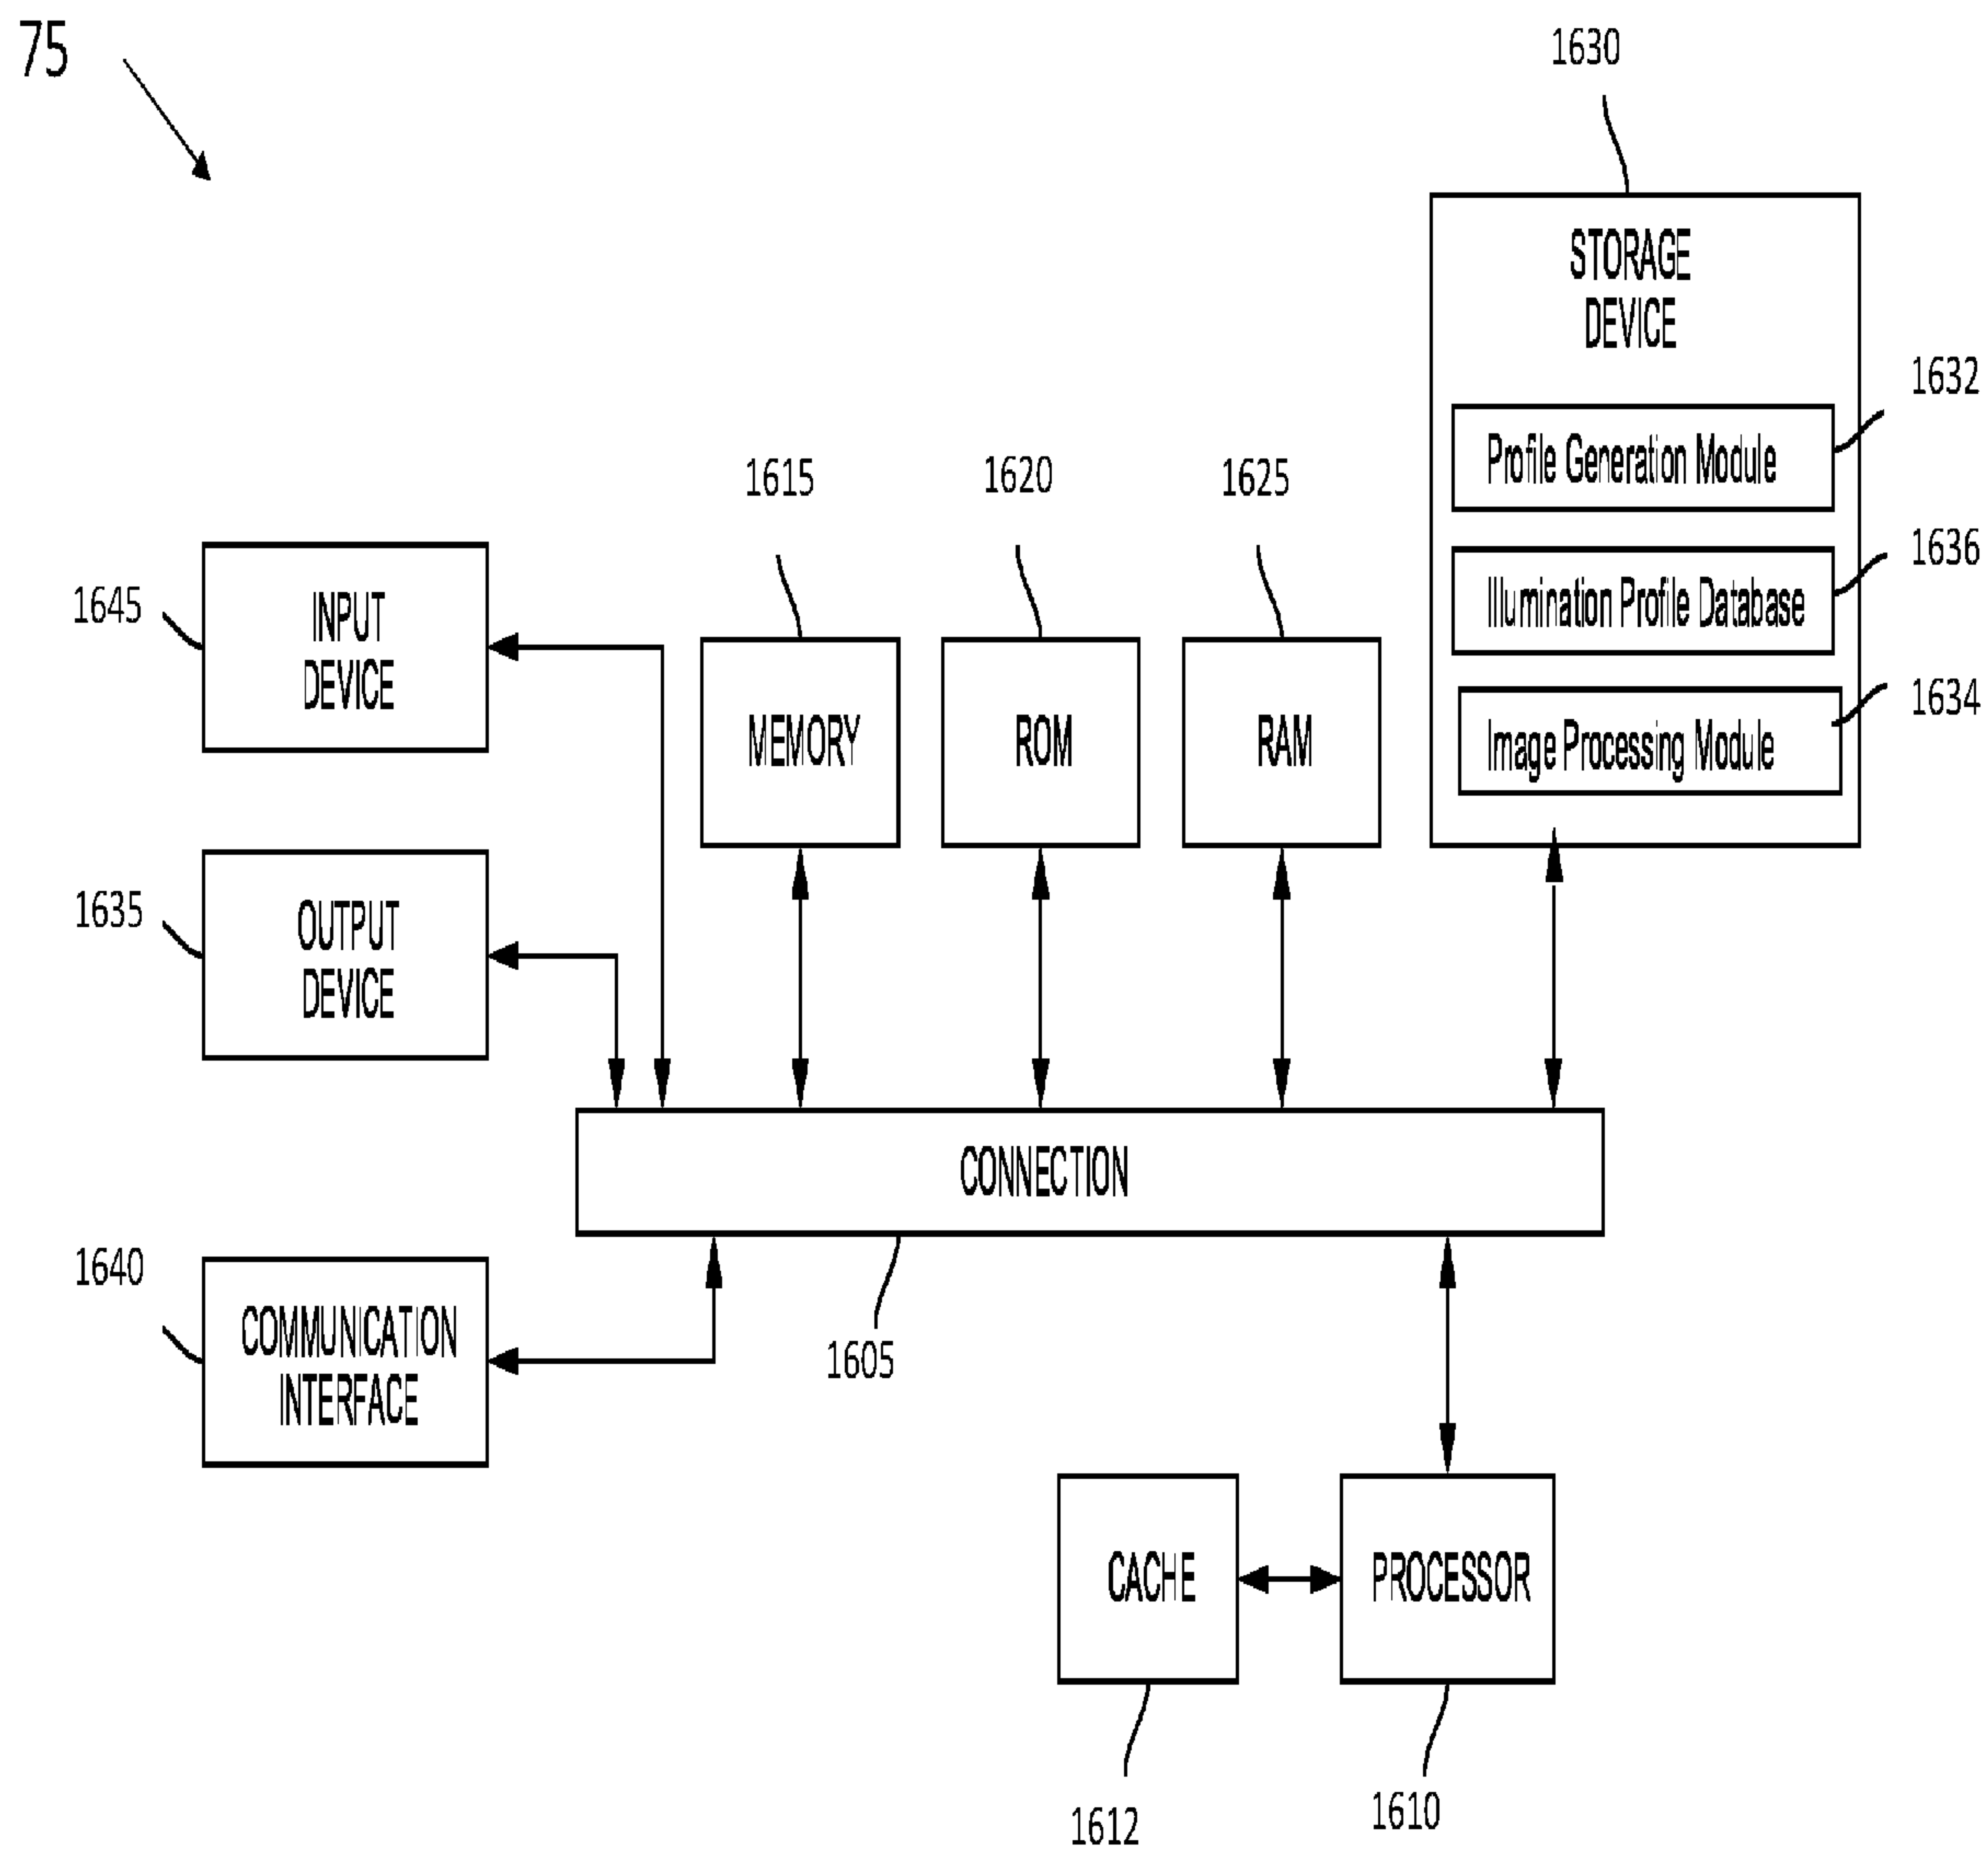 75
1630
STORAGE
DEVICE
1632
Profile Generation Module
1636
Illumination Profile Database
1634
Image Processing Module
1615
1620
1625
1645
INPUT
DEVICE
MEMORY
ROM
RAM
1635
OUTPUT
DEVICE
CONNECTION
1605
1640
COMMUNICATION
INTERFACE
CACHE
PROCESSOR
1612
1610